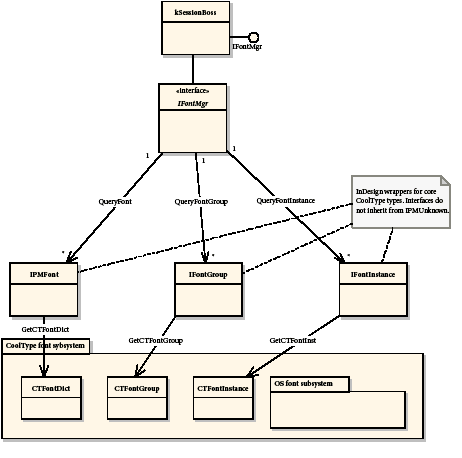 kSessionBoss
IFontMgr
«interface»
IFontMgr
1
1
1
QueryFont
QueryFontGroup
QueryFontInstance
InDesign wrappers for core
CoolType types. Interfaces do
not inherit from IPMUnknown.
*
*
*
IPMFont
IFontGroup
IFontInstance
GetCTFontDict
GetCTFontGroup
GetCTFontInst
CoolType font sybsystem
CTFontDict
CTFontGroup
CTFontInstance
OS font subsystem